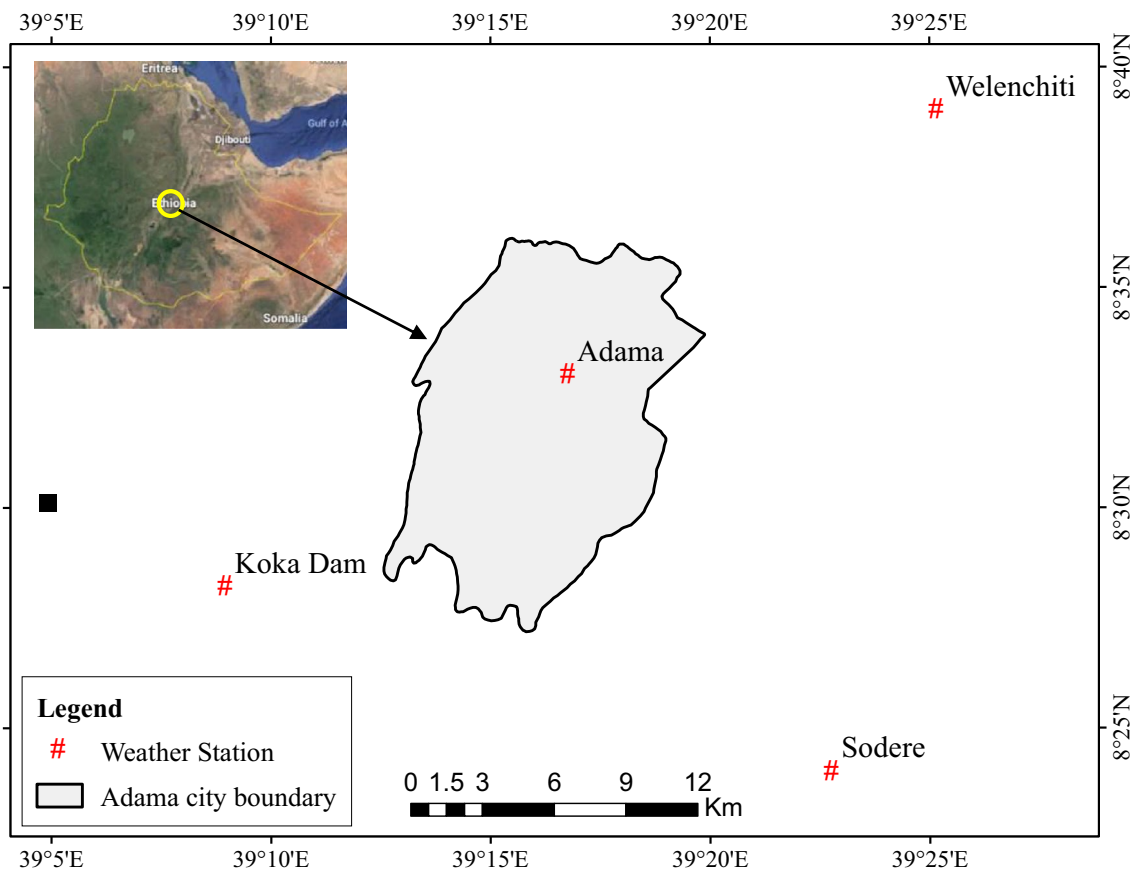 39°5'E 39°10'E 39°15'E 39°20'E 39°25'E
8°40'N
Welenchiti
#
Eritrea
Gulf of A
Djibouti
Ethiopia
Somalia
8°35'N
Adama
#
8°30'N
Koka Dam
#
8°25'N
Sodere
#
Legend
# Weather Station
Adama city boundary
0 1.5 3 6 9 12
Km
39°5'E 39°10'E 39°15'E 39°20'E 39°25'E